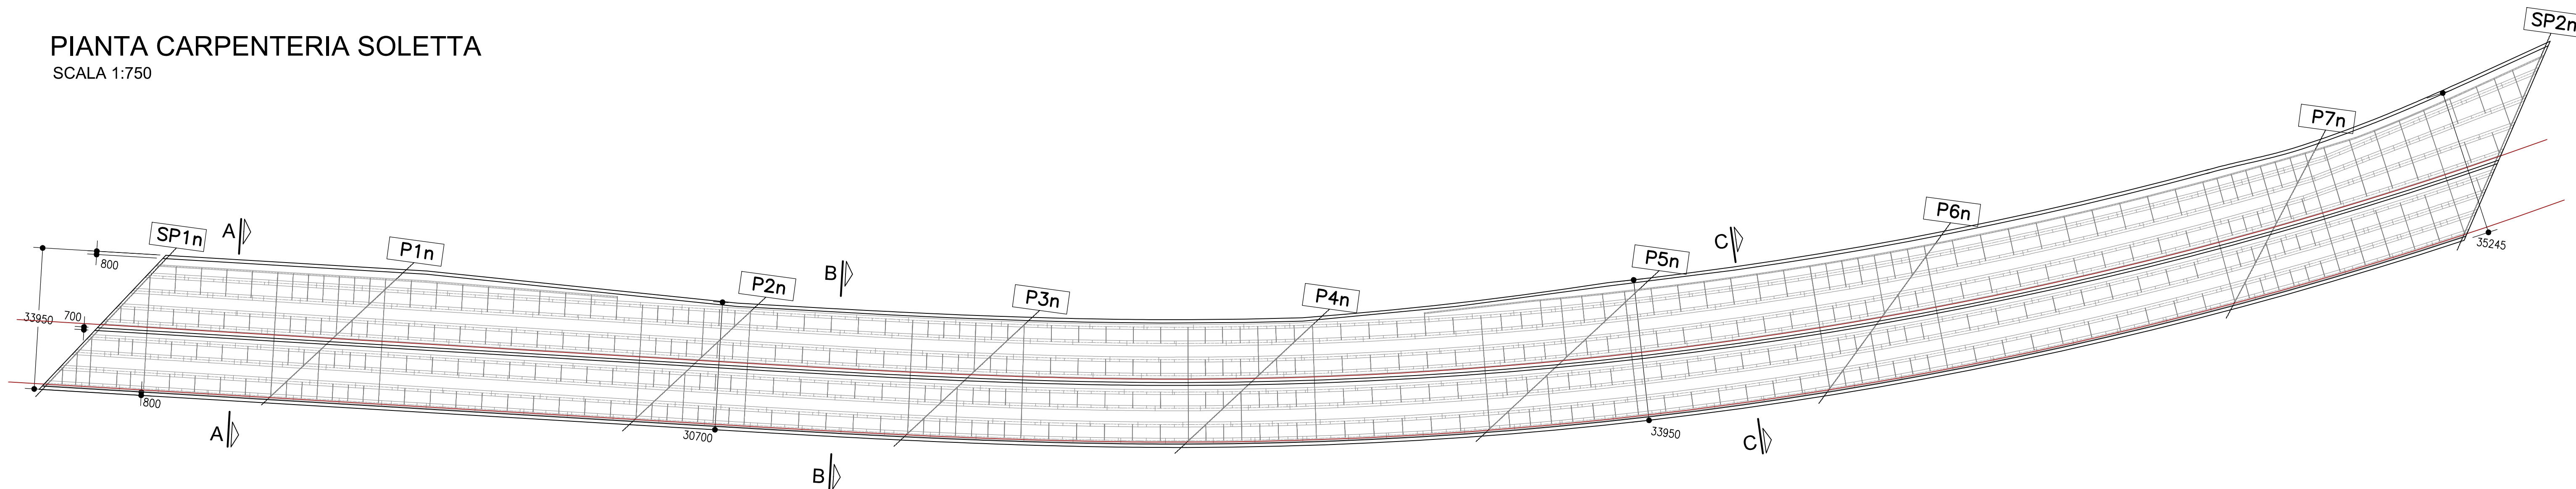 PIANTA CARPENTERIA SOLETTA
SCALA 1:750
SP2n
P7n
P6n
SP1n
A
P1n
C
P5n
35245
800
B
P2n
P3n
P4n
33950
700
800
A
30700
33950
C
B